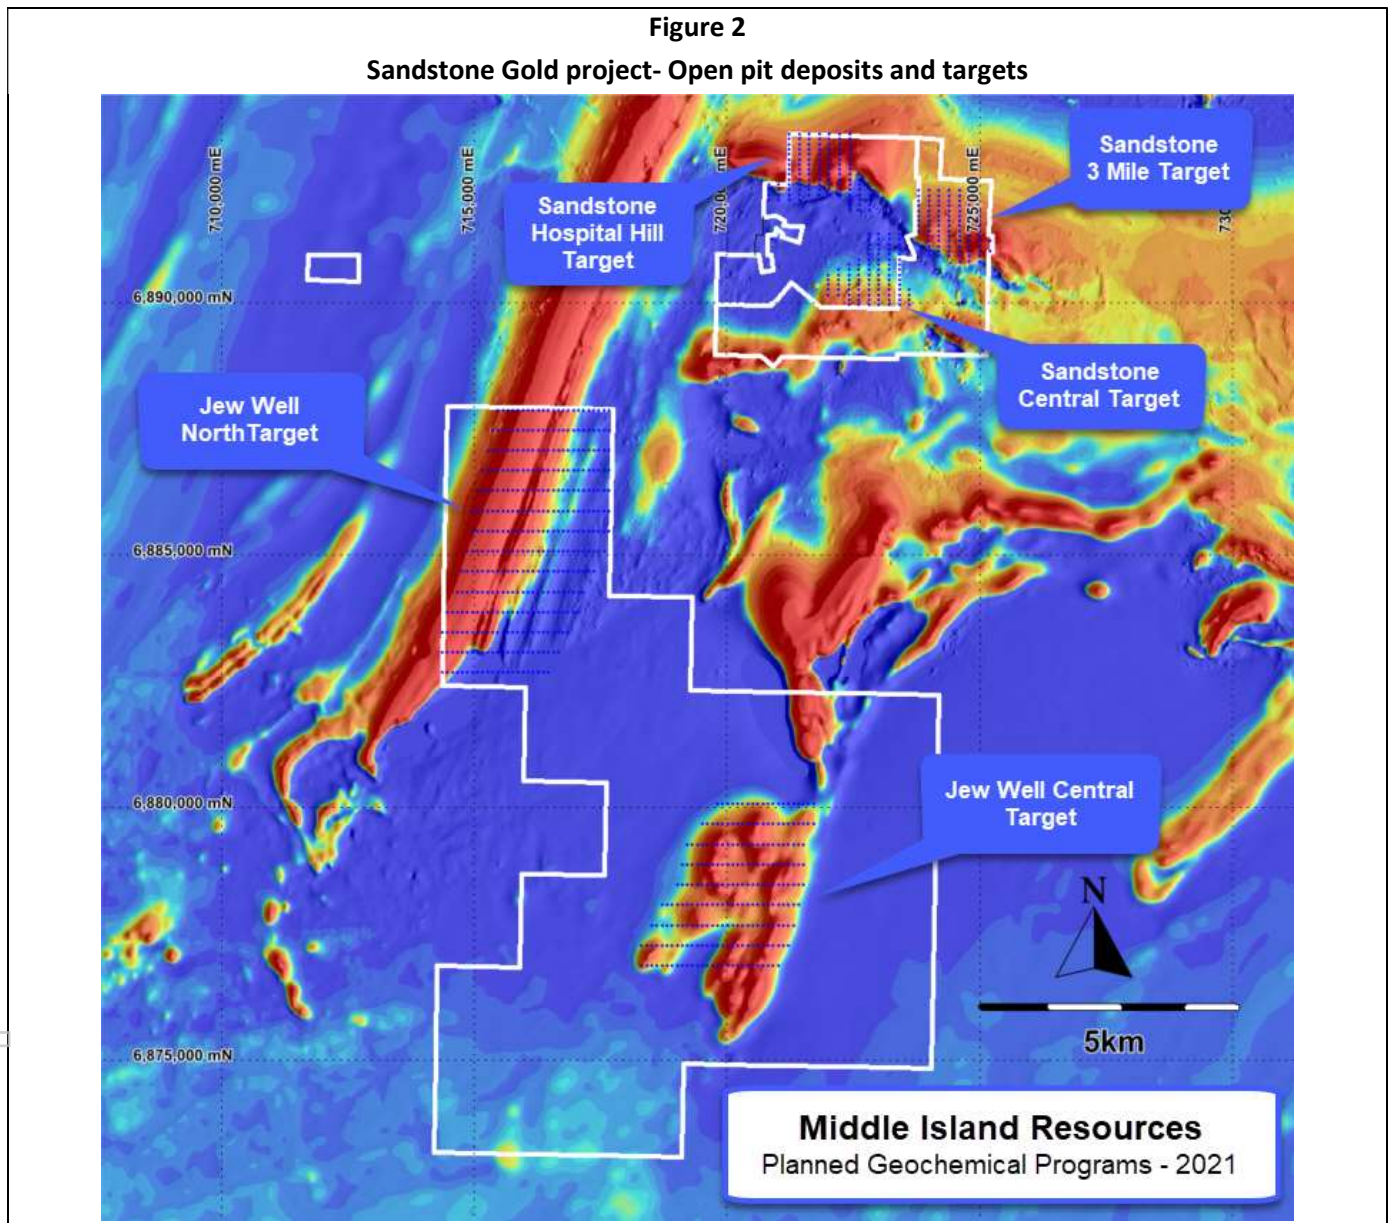 Figure 2
Sandstone Gold project- Open pit deposits and targets
710,000 mE
715,000 mE
mE
725,000 mE
Sandstone
3 Mile Target
Sandstone
Hospital Hill
Target
6,890,000 mN
Sandstone
Central Target
Jew Well
NorthTarget
6,885,000 mN
6,880,000 mN
Jew Well Central
Target
N
5km
6,875,000 mN
Middle Island Resources
Planned Geochemical Programs - 2021